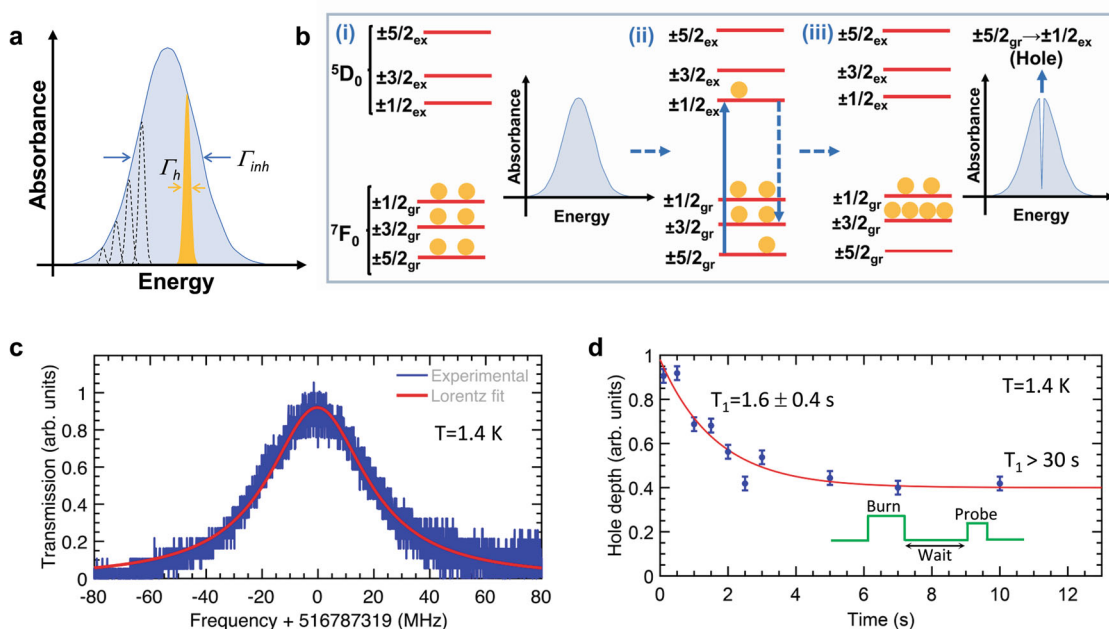 a
Absorbance
Γh
Γinh
Energy
b
(i)
±5/2ex
±3/2ex
±1/2ex
⁵D₀
⁷F₀
±1/2gr
±3/2gr
±5/2gr
Absorbance
Energy
(ii)
±5/2ex
±3/2ex
±1/2ex
±1/2gr
±3/2gr
±5/2gr
(iii)
±5/2ex
±3/2ex
±1/2ex
±1/2gr
±3/2gr
±5/2gr
±5/2gr→±1/2ex
(Hole)
Absorbance
Energy
c
Transmission (arb. units)
1
0.8
0.6
0.4
0.2
0
-80 -60 -40 -20 0 20 40 60 80
Frequency + 516787319 (MHz)
Experimental
Lorentz fit
T=1.4 K
d
Hole depth (arb. units)
1
0.8
0.6
0.4
0.2
0
0 2 4 6 8 10 12
Time (s)
T₁=1.6 ± 0.4 s
T=1.4 K
T₁ > 30 s
Burn
Probe
Wait